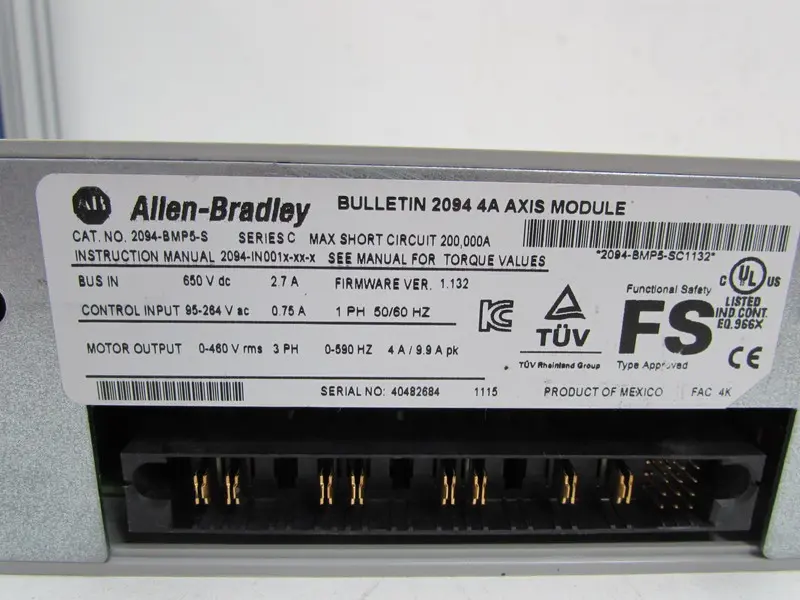 AB Allen-Bradley BULLETIN 2094 4A AXIS MODULE
CAT. NO. 2094-BMP5-S SERIES C MAX SHORT CIRCUIT 200,000A
INSTRUCTION MANUAL 2094-IN001x-xx-x SEE MANUAL FOR TORQUE VALUES
*2094-BMP5-SC1132*
BUS IN 650 V dc 2.7 A FIRMWARE VER. 1.132
CONTROL INPUT 95-264 V ac 0.75 A 1 PH 50/60 HZ
MOTOR OUTPUT 0-460 V rms 3 PH 0-590 HZ 4 A / 9.9 A pk
SERIAL NO: 40482684 1115 PRODUCT OF MEXICO FAC 4K
KC
TÜV
TÜV Rheinland Group
Functional Safety
FS
Type Approved
C UL US
LISTED
IND CONT.
EQ. 966X
CE